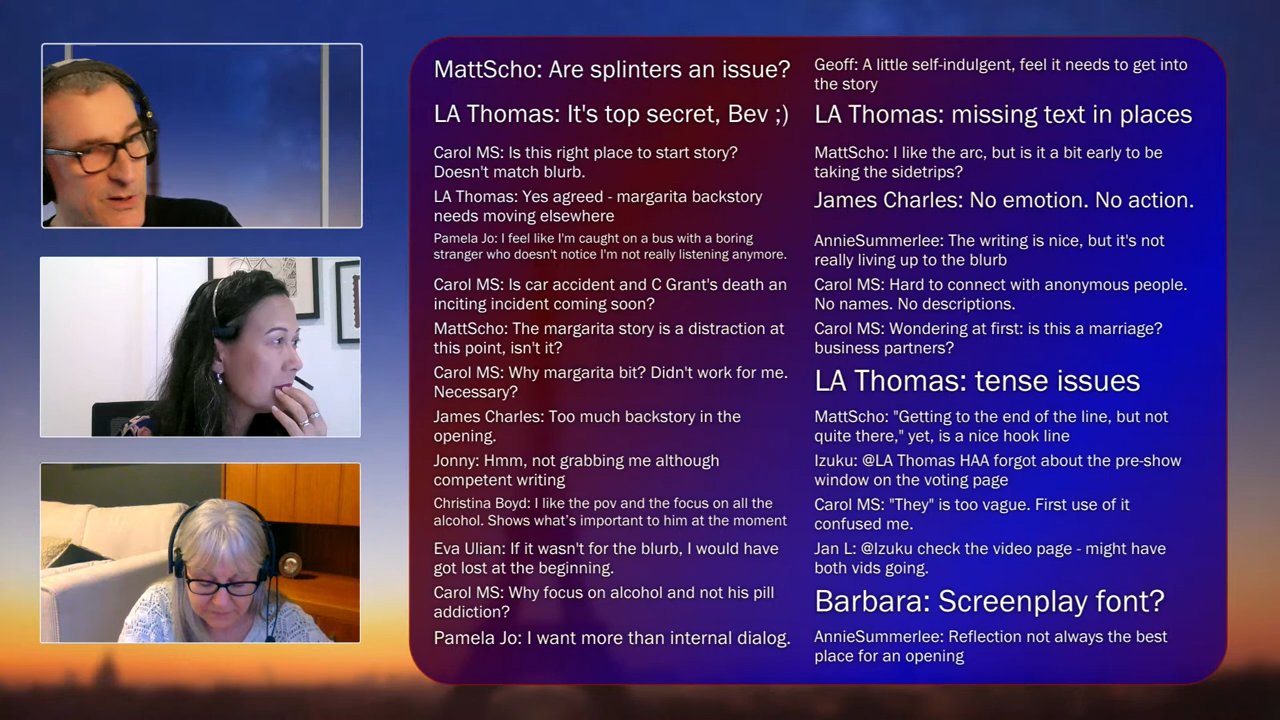 MattScho: Are splinters an issue?
LA Thomas: It's top secret, Bev ;)
Carol MS: Is this right place to start story?
Doesn't match blurb.
LA Thomas: Yes agreed - margarita backstory
needs moving elsewhere
Pamela Jo: I feel like I'm caught on a bus with a boring
stranger who doesn't notice I'm not really listening anymore.
Carol MS: Is car accident and C Grant's death an
inciting incident coming soon?
MattScho: The margarita story is a distraction at
this point, isn't it?
Carol MS: Why margarita bit? Didn't work for me.
Necessary?
James Charles: Too much backstory in the
opening.
Jonny: Hmm, not grabbing me although
competent writing
Christina Boyd: I like the pov and the focus on all the
alcohol. Shows what's important to him at the moment
Eva Ulian: If it wasn't for the blurb, I would have
got lost at the beginning.
Carol MS: Why focus on alcohol and not his pill
addiction?
Pamela Jo: I want more than internal dialog.
Geoff: A little self-indulgent, feel it needs to get into
the story
LA Thomas: missing text in places
MattScho: I like the arc, but is it a bit early to be
taking the sidetrips?
James Charles: No emotion. No action.
AnnieSummerlee: The writing is nice, but it's not
really living up to the blurb
Carol MS: Hard to connect with anonymous people.
No names. No descriptions.
Carol MS: Wondering at first: is this a marriage?
business partners?
LA Thomas: tense issues
MattScho: "Getting to the end of the line, but not
quite there," yet, is a nice hook line
Izuku: @LA Thomas HAA forgot about the pre-show
window on the voting page
Carol MS: "They" is too vague. First use of it
confused me.
Jan L: @Izuku check the video page - might have
both vids going.
Barbara: Screenplay font?
AnnieSummerlee: Reflection not always the best
place for an opening